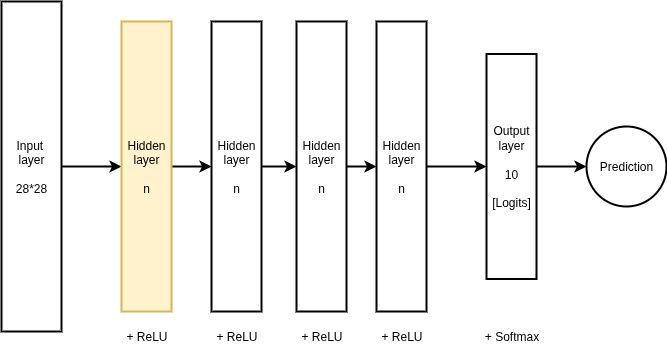 Input
layer
28*28
Hidden
layer
n
+ ReLU
Hidden
layer
n
+ ReLU
Hidden
layer
n
+ ReLU
Hidden
layer
n
+ ReLU
Output
layer
10
[Logits]
+ Softmax
Prediction